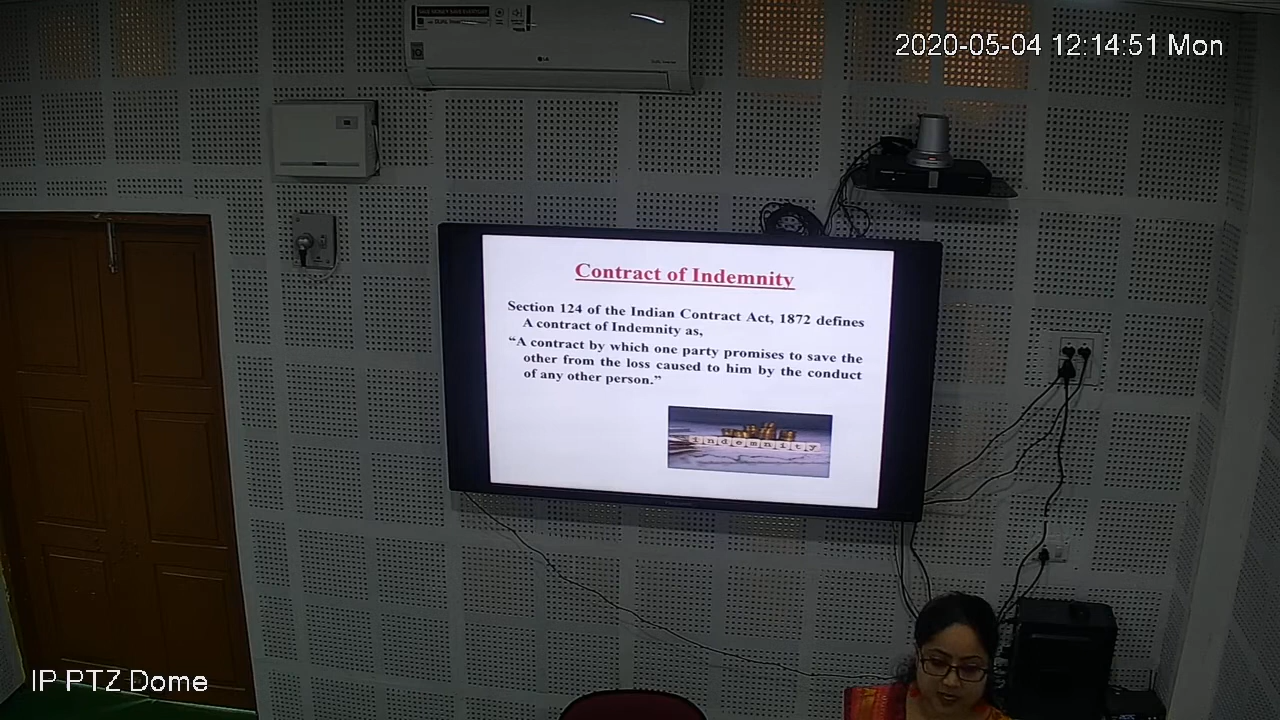 2020-05-04 12:14:51 Mon
LG
Contract of Indemnity
Section 124 of the Indian Contract Act, 1872 defines
A contract of Indemnity as,
“A contract by which one party promises to save the
other from the loss caused to him by the conduct
of any other person.”
indemnity
IP PTZ Dome